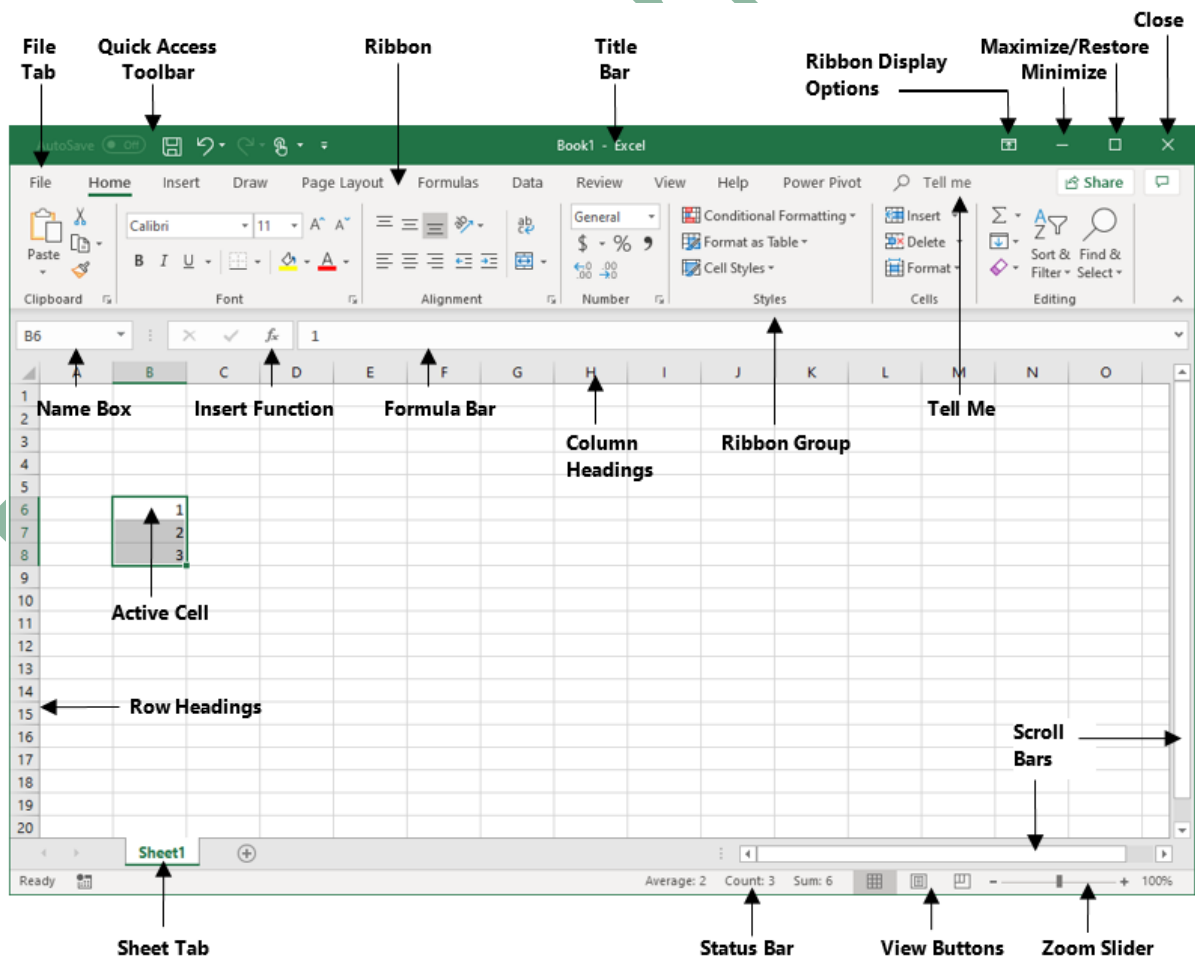 Close
File Quick Access Ribbon Title Maximize/Restore
Tab Toolbar Bar Ribbon Display Minimize
Options
AutoSave Off Book1 - Excel
File Home Insert Draw Page Layout Formulas Data Review View Help Power Pivot Tell me Share
Paste Calibri 11 A^ A˅ ab General Conditional Formatting Insert Σ A Z
B I U A $ % 9 Format as Table Delete Sort & Find &
←0 .00 .00 →0 Cell Styles Format Filter Select
Clipboard Font Alignment Number Styles Cells Editing
B6 fx 1
A B C D E F G H I J K L M N O
1
Name Box Insert Function Formula Bar Tell Me
2
Column Ribbon Group
3
Headings
4
5
6 1
7 2
8 3
9
10
Active Cell
11
12
13
14
Row Headings
15
16 Scroll
17 Bars
18
19
20
Sheet1
Ready Average: 2 Count: 3 Sum: 6 - + 100%
Sheet Tab Status Bar View Buttons Zoom Slider